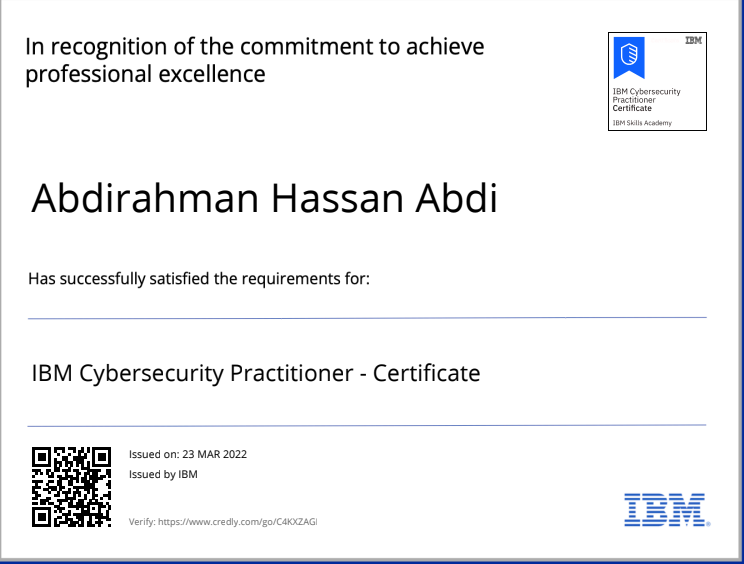 In recognition of the commitment to achieve
professional excellence
IBM
IBM Cybersecurity
Practitioner
Certificate
IBM Skills Academy
Abdirahman Hassan Abdi
Has successfully satisfied the requirements for:
IBM Cybersecurity Practitioner - Certificate
Issued on: 23 MAR 2022
Issued by IBM
Verify: https://www.credly.com/go/C4KXZAG
IBM®